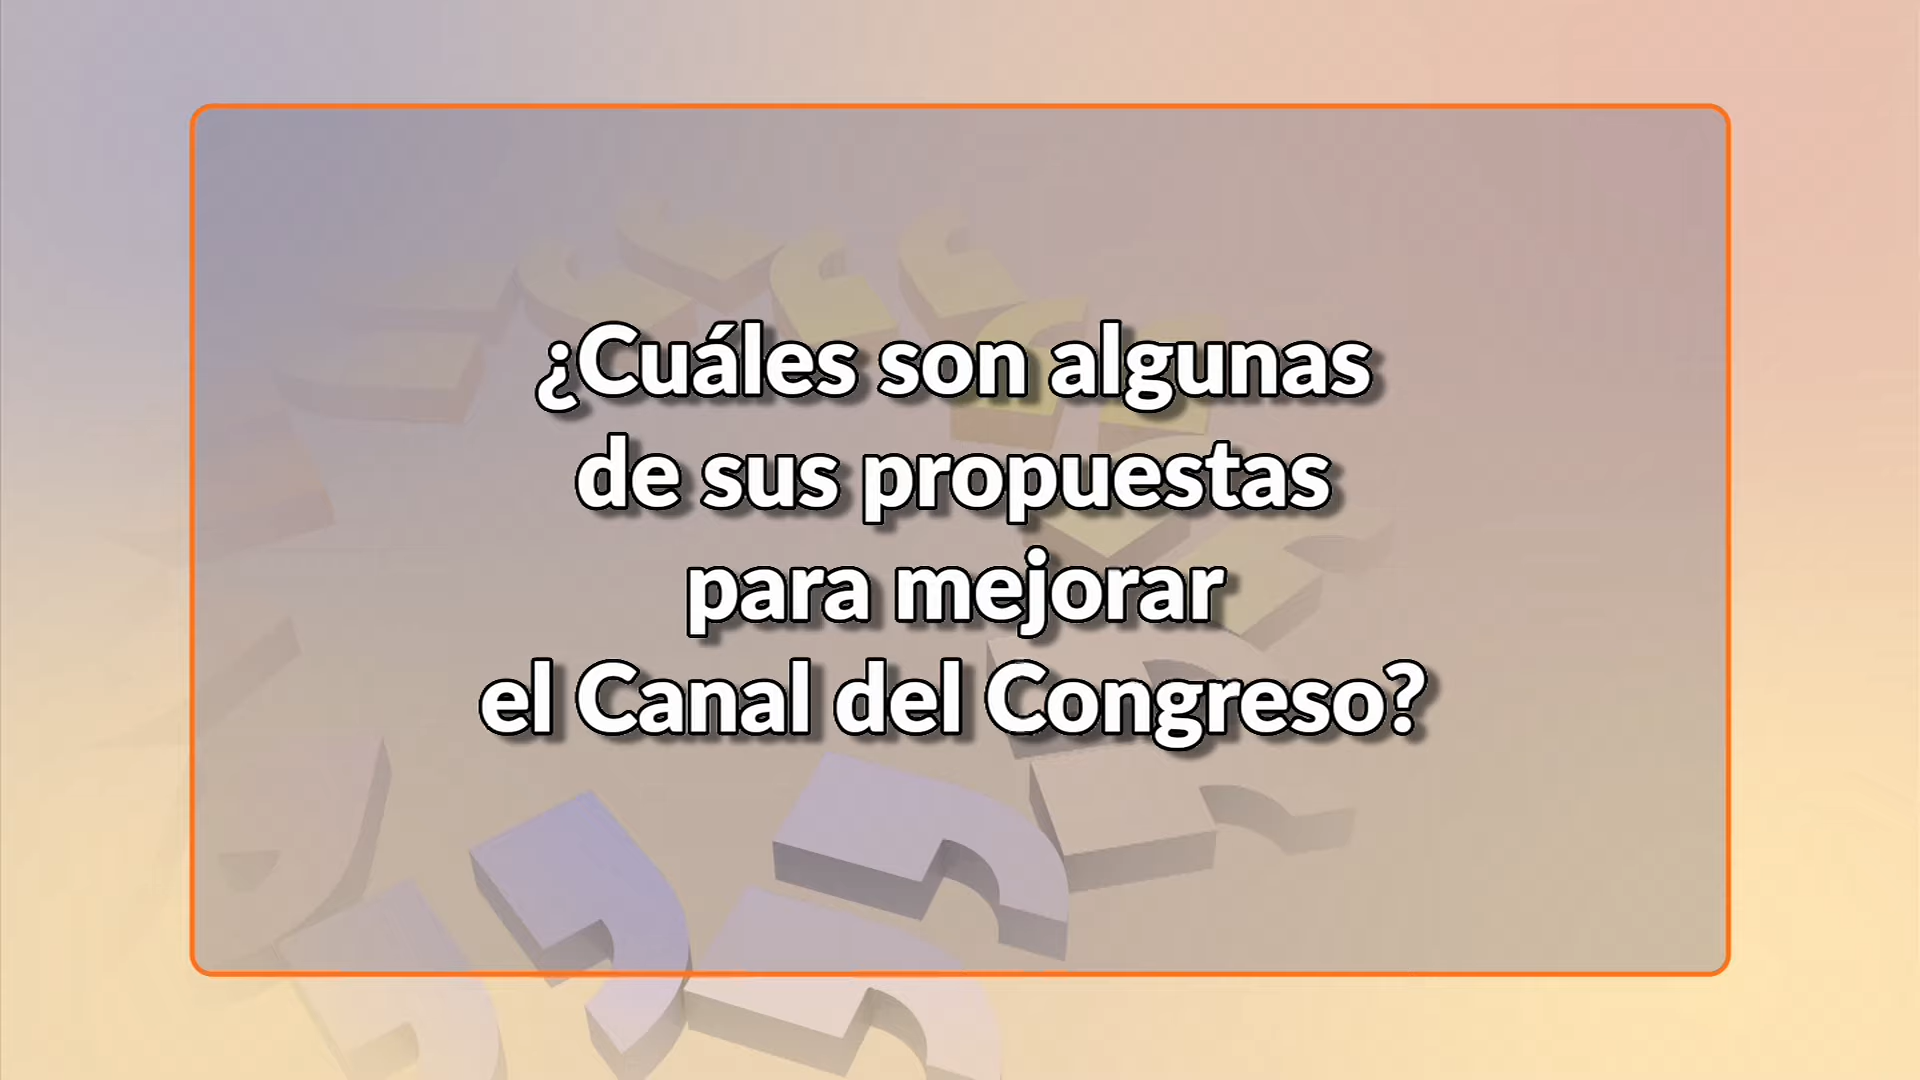 ¿Cuáles son algunas
de sus propuestas
para mejorar
el Canal del Congreso?